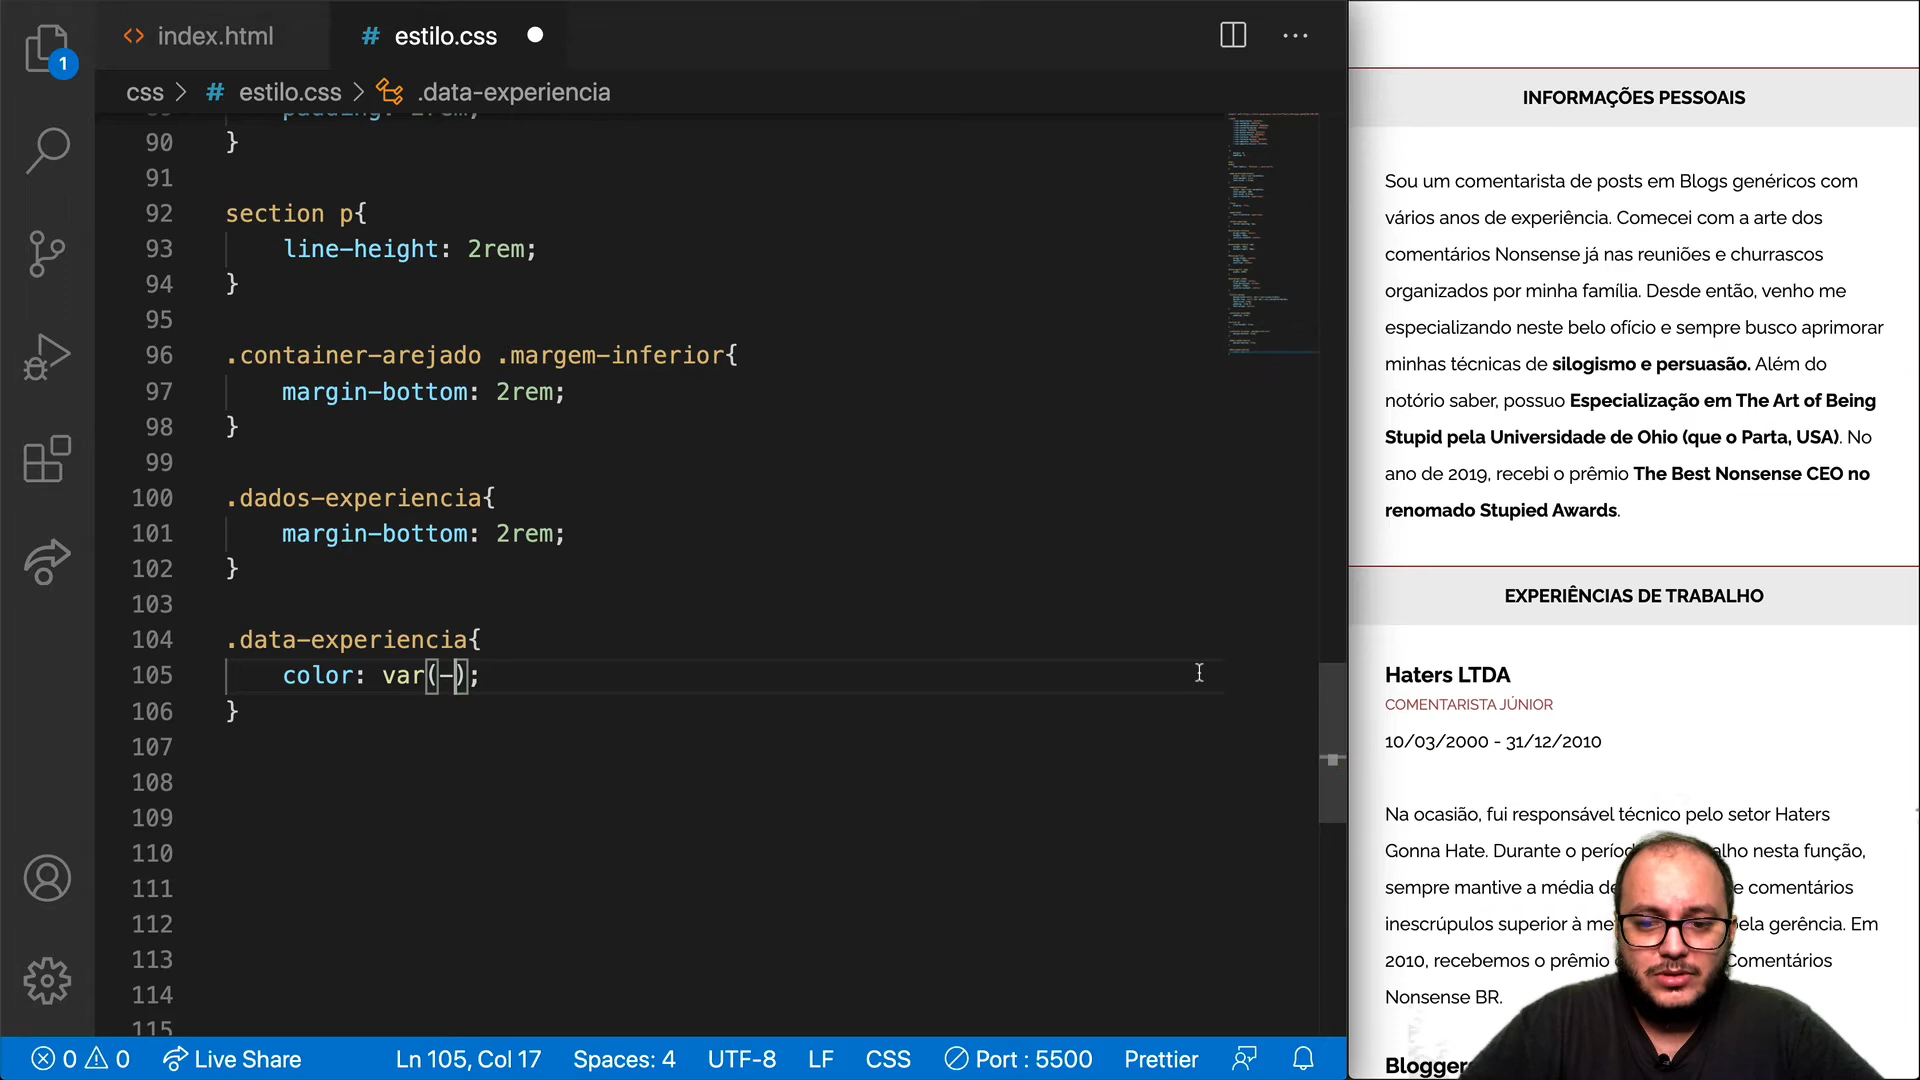 index.html
estilo.css
1
css > # estilo.css > .data-experiencia
padding: 2rem;
90 }
91
92 section p{
93 line-height: 2rem;
94 }
95
96 .container-arejado .margem-inferior{
97 margin-bottom: 2rem;
98 }
99
100 .dados-experiencia{
101 margin-bottom: 2rem;
102 }
103
104 .data-experiencia{
105 color: var(-);
106 }
107
108
109
110
111
112
113
114
115
0 0 Live Share Ln 105, Col 17 Spaces: 4 UTF-8 LF CSS Port : 5500 Prettier
INFORMAÇÕES PESSOAIS
Sou um comentarista de posts em Blogs genéricos com
vários anos de experiência. Comecei com a arte dos
comentários Nonsense já nas reuniões e churrascos
organizados por minha família. Desde então, venho me
especializando neste belo ofício e sempre busco aprimorar
minhas técnicas de silogismo e persuasão. Além do
notório saber, possuo Especialização em The Art of Being
Stupid pela Universidade de Ohio (que o Parta, USA). No
ano de 2019, recebi o prêmio The Best Nonsense CEO no
renomado Stupied Awards.
EXPERIÊNCIAS DE TRABALHO
Haters LTDA
COMENTARISTA JÚNIOR
10/03/2000 - 31/12/2010
Na ocasião, fui responsável técnico pelo setor Haters
Gonna Hate. Durante o nesta função,
sempre mantive a média comentários
inescrúpulos superior à gerência. Em
2010, recebemos o prêmio Comentários
Nonsense BR.